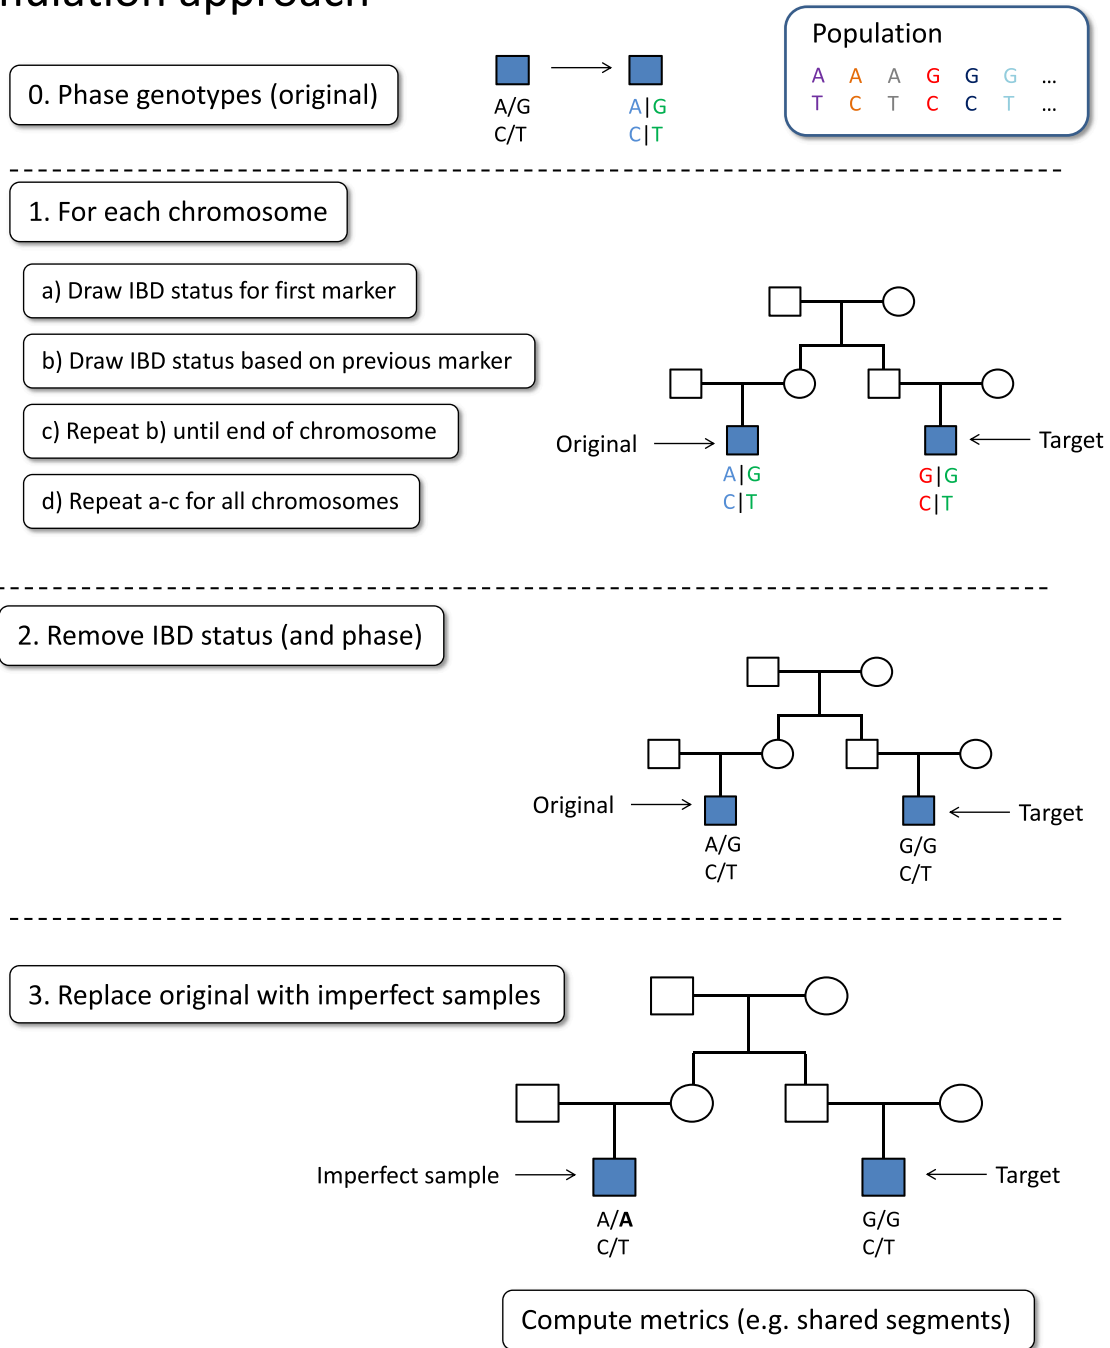 Population
A A A G G G ...
T C T C C T ...
0. Phase genotypes (original)
A/G
C/T
A|G
C|T
1. For each chromosome
a) Draw IBD status for first marker
b) Draw IBD status based on previous marker
c) Repeat b) until end of chromosome
d) Repeat a-c for all chromosomes
Original
Target
A|G
C|T
G|G
C|T
2. Remove IBD status (and phase)
Original
Target
A/G
C/T
G/G
C/T
3. Replace original with imperfect samples
Imperfect sample
Target
A/A
C/T
G/G
C/T
Compute metrics (e.g. shared segments)